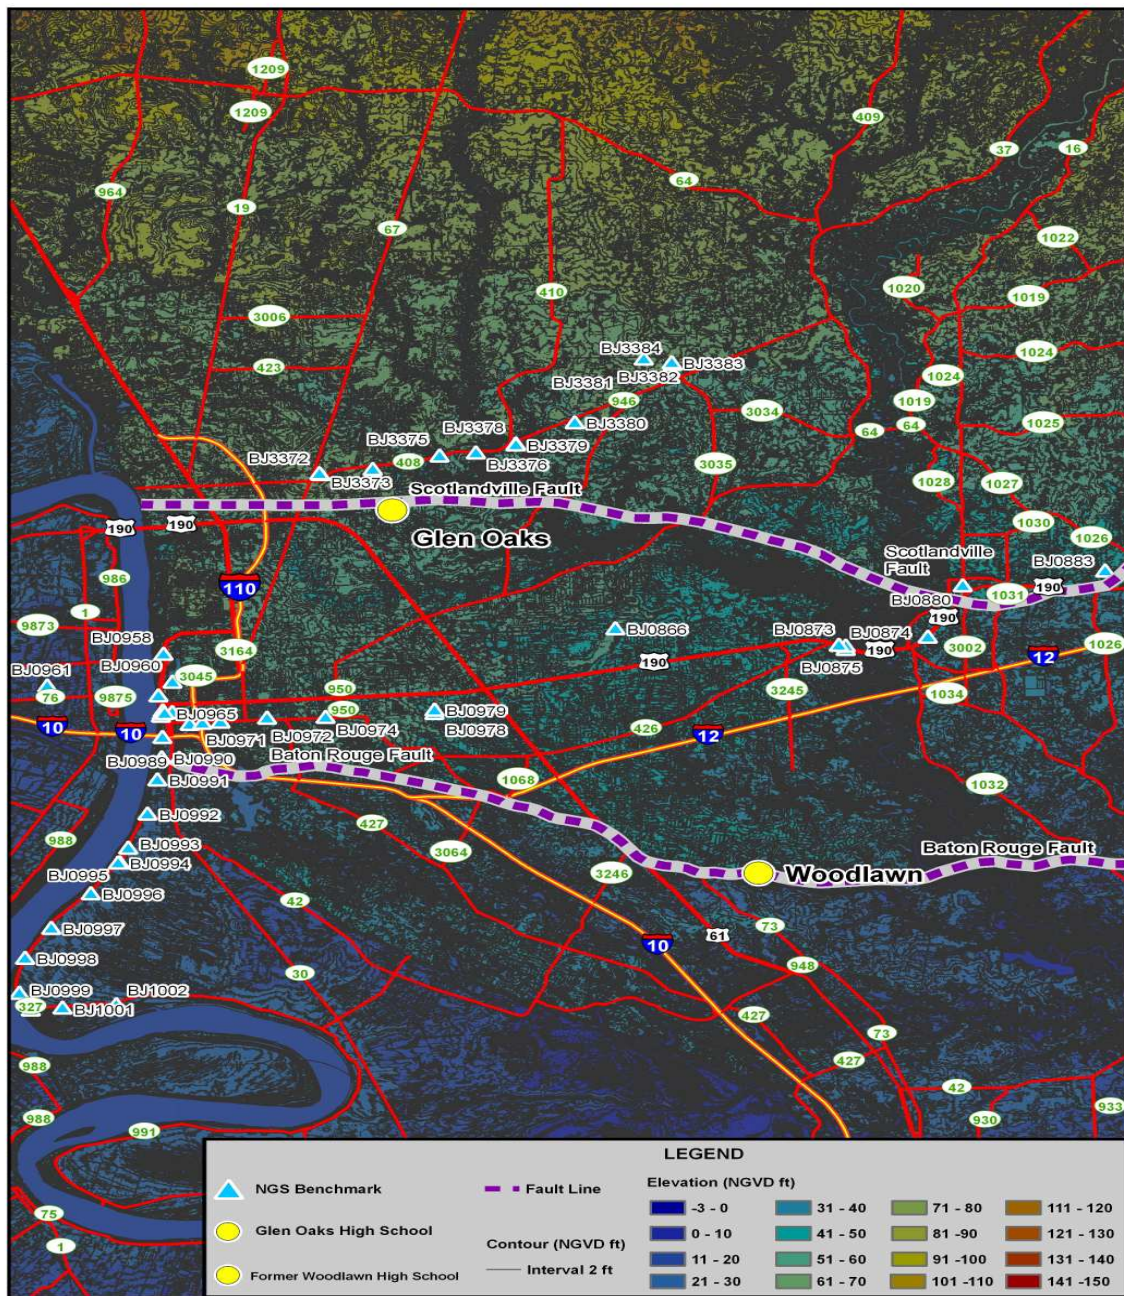 1209
1209
409
37
16
964
64
19
67
1022
1020
410
1019
3006
1024
BJ3384
BJ3383
423
BJ3381
BJ3382
1024
946
1019
3034
BJ3378
BJ3380
64
64
1025
BJ3375
BJ3379
BJ3372
408
BJ3376
3035
BJ3373
1028
1027
Scotlandville Fault
190
190
Glen Oaks
1030
1026
Scotlandville
Fault
BJ0883
986
110
190
1031
BJ0880
1
190
9873
BJ0958
BJ0866
BJ0873
BJ0874
3164
190
190
3002
1026
BJ0960
BJ0875
12
BJ0961
3045
76
9875
950
3245
1034
950
BJ0979
BJ0965
10
10
BJ0971
BJ0972
BJ0974
BJ0978
426
12
BJ0989
BJ0990
Baton Rouge Fault
1068
BJ0991
1032
BJ0992
988
427
BJ0993
3064
Baton Rouge Fault
BJ0994
BJ0995
3246
Woodlawn
BJ0996
42
BJ0997
73
61
10
BJ0998
30
948
BJ0999
BJ1002
327
BJ1001
427
73
427
988
42
988
930
933
991
75
1
LEGEND
NGS Benchmark
Glen Oaks High School
Former Woodlawn High School
Fault Line
Contour (NGVD ft)
Interval 2 ft
Elevation (NGVD ft)
-3 - 0
0 - 10
11 - 20
21 - 30
31 - 40
41 - 50
51 - 60
61 - 70
71 - 80
81 -90
91 -100
101 -110
111 - 120
121 - 130
131 - 140
141 -150